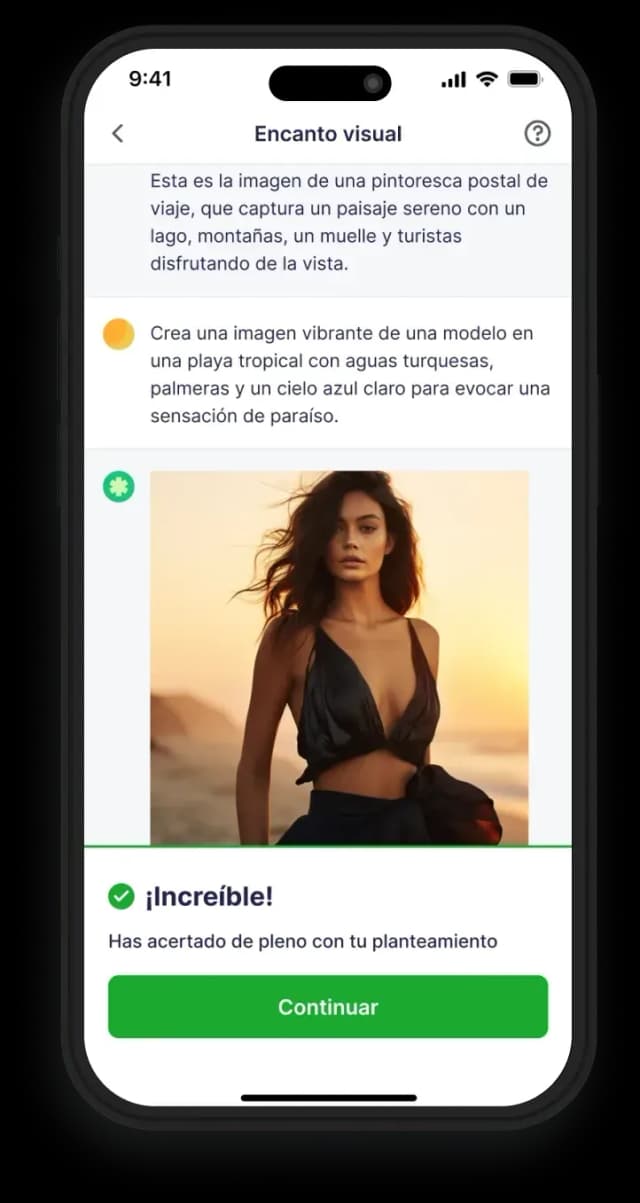 9:41
Encanto visual
Esta es la imagen de una pintoresca postal de
viaje, que captura un paisaje sereno con un
lago, montañas, un muelle y turistas
disfrutando de la vista.
Crea una imagen vibrante de una modelo en
una playa tropical con aguas turquesas,
palmeras y un cielo azul claro para evocar una
sensación de paraíso.
¡Increíble!
Has acertado de pleno con tu planteamiento
Continuar